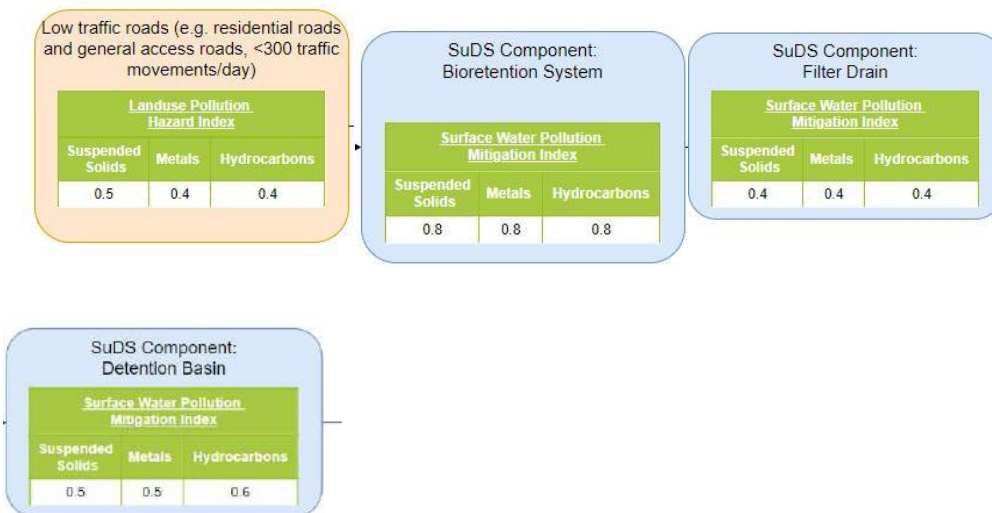 Low traffic roads (e.g. residential roads
and general access roads, <300 traffic
movements/day)
Landuse Pollution
Hazard Index
Suspended Solids Metals Hydrocarbons
0.5 0.4 0.4
SuDS Component:
Bioretention System
Surface Water Pollution
Mitigation Index
Suspended Solids Metals Hydrocarbons
0.8 0.8 0.8
SuDS Component:
Filter Drain
Surface Water Pollution
Mitigation Index
Suspended Solids Metals Hydrocarbons
0.4 0.4 0.4
SuDS Component:
Detention Basin
Surface Water Pollution
Mitigation Index
Suspended Solids Metals Hydrocarbons
0.5 0.5 0.6